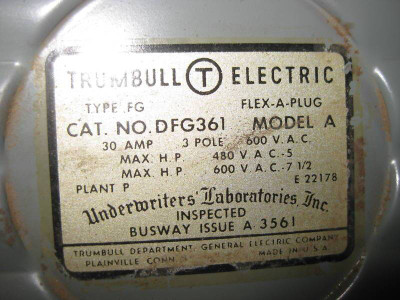 TRUMBULL T ELECTRIC
TYPE FG FLEX-A-PLUG
CAT. NO. DFG361 MODEL A
30 AMP 3 POLE 600 V.A.C.
MAX. H.P. 480 V A C.-5
MAX. H.P. 600 V.A.C.-7 1/2
PLANT P E 22178
Underwriters' Laboratories, Inc.
INSPECTED
BUSWAY ISSUE A 3561
TRUMBULL DEPARTMENT, GENERAL ELECTRIC COMPANY
PLAINVILLE CONN. MADE IN U.S.A.